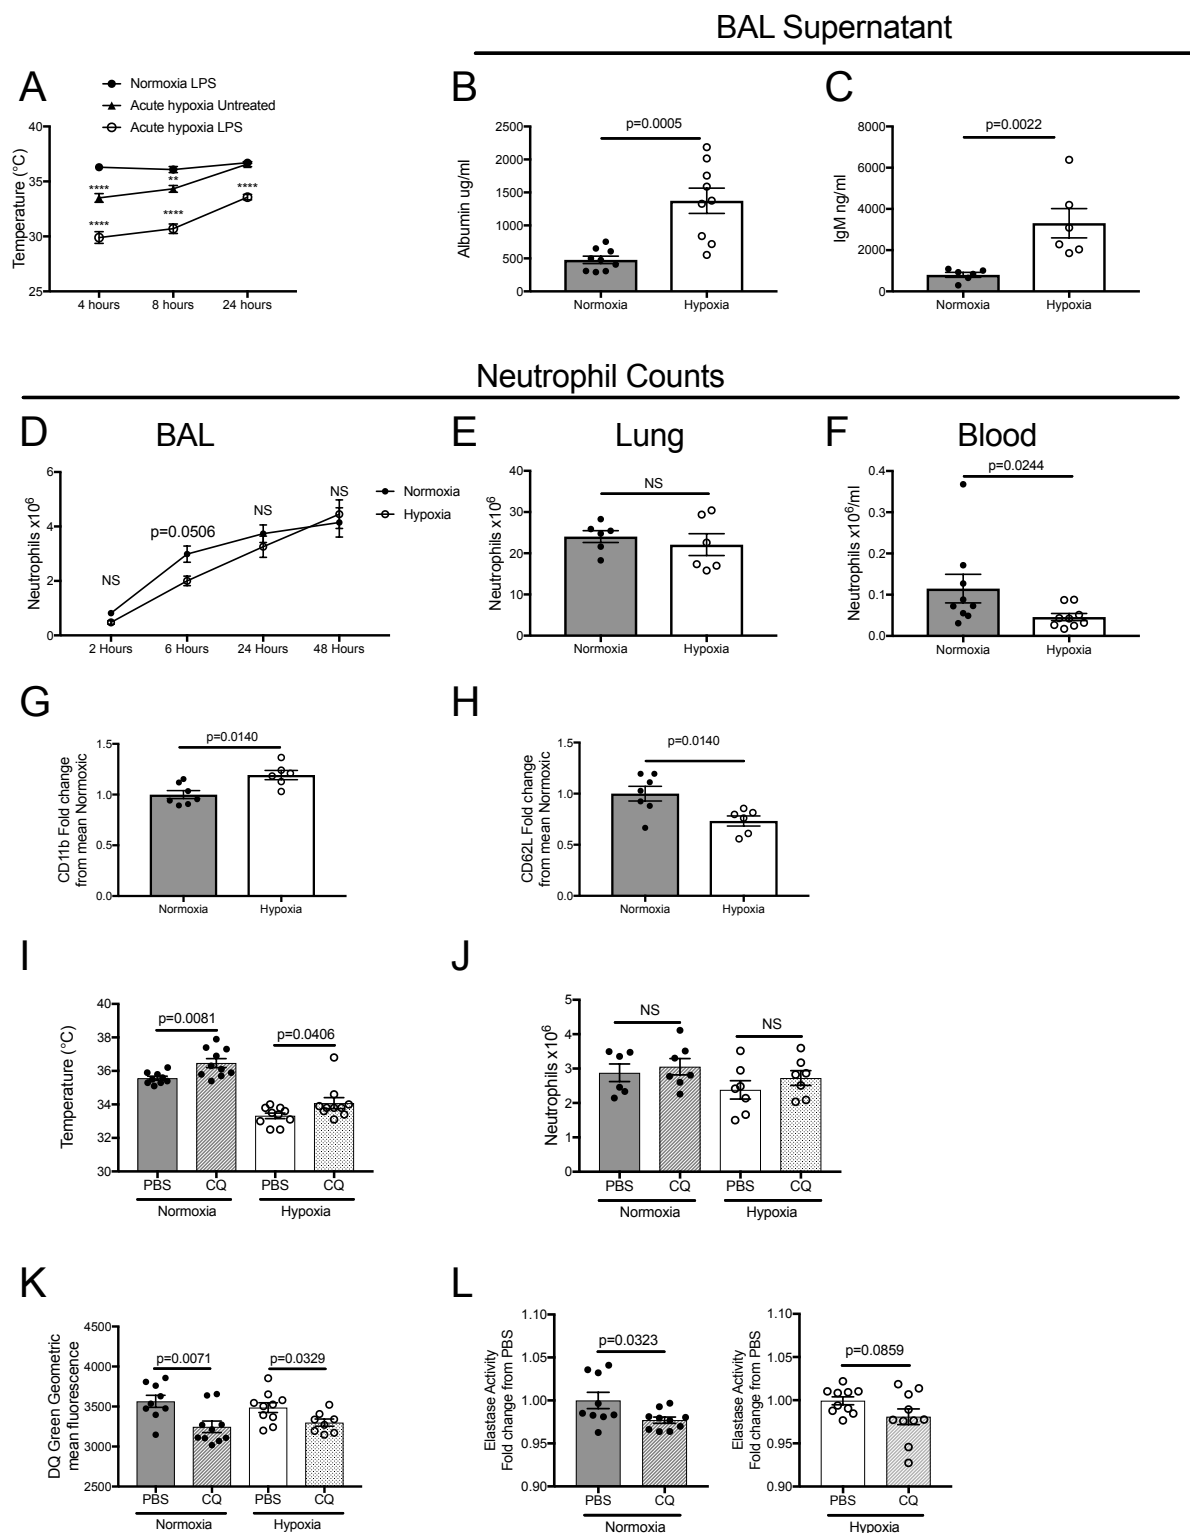 BAL Supernatant
A
Normoxia LPS
Acute hypoxia Untreated
Acute hypoxia LPS
Temperature (°C)
40
35
30
25
****
**
****
****
****
4 hours
8 hours
24 hours
B
Albumin ug/ml
2500
2000
1500
1000
500
0
p=0.0005
Normoxia
Hypoxia
C
IgM ng/ml
8000
6000
4000
2000
0
p=0.0022
Normoxia
Hypoxia
Neutrophil Counts
D
BAL
Neutrophils x10⁶
6
4
2
0
NS
p=0.0506
NS
NS
Normoxia
Hypoxia
2 Hours
6 Hours
24 Hours
48 Hours
E
Lung
Neutrophils x10⁶
40
30
20
10
0
NS
Normoxia
Hypoxia
F
Blood
Neutrophils x10⁶/ml
0.4
0.3
0.2
0.1
0.0
p=0.0244
Normoxia
Hypoxia
G
CD11b Fold change
from mean Normoxic
1.5
1.0
0.5
0.0
p=0.0140
Normoxia
Hypoxia
H
CD62L Fold change
from mean Normoxic
1.5
1.0
0.5
0.0
p=0.0140
Normoxia
Hypoxia
I
Temperature (°C)
40
38
36
34
32
30
p=0.0081
p=0.0406
PBS
CQ
PBS
CQ
Normoxia
Hypoxia
J
Neutrophils x10⁶
5
4
3
2
1
0
NS
NS
PBS
CQ
PBS
CQ
Normoxia
Hypoxia
K
DQ Green Geometric
mean fluorescence
4500
4000
3500
3000
2500
p=0.0071
p=0.0329
PBS
CQ
PBS
CQ
Normoxia
Hypoxia
L
Elastase Activity
Fold change from PBS
1.10
1.05
1.00
0.95
0.90
p=0.0323
PBS
CQ
Normoxia
Elastase Activity
Fold change from PBS
1.10
1.05
1.00
0.95
0.90
p=0.0859
PBS
CQ
Hypoxia